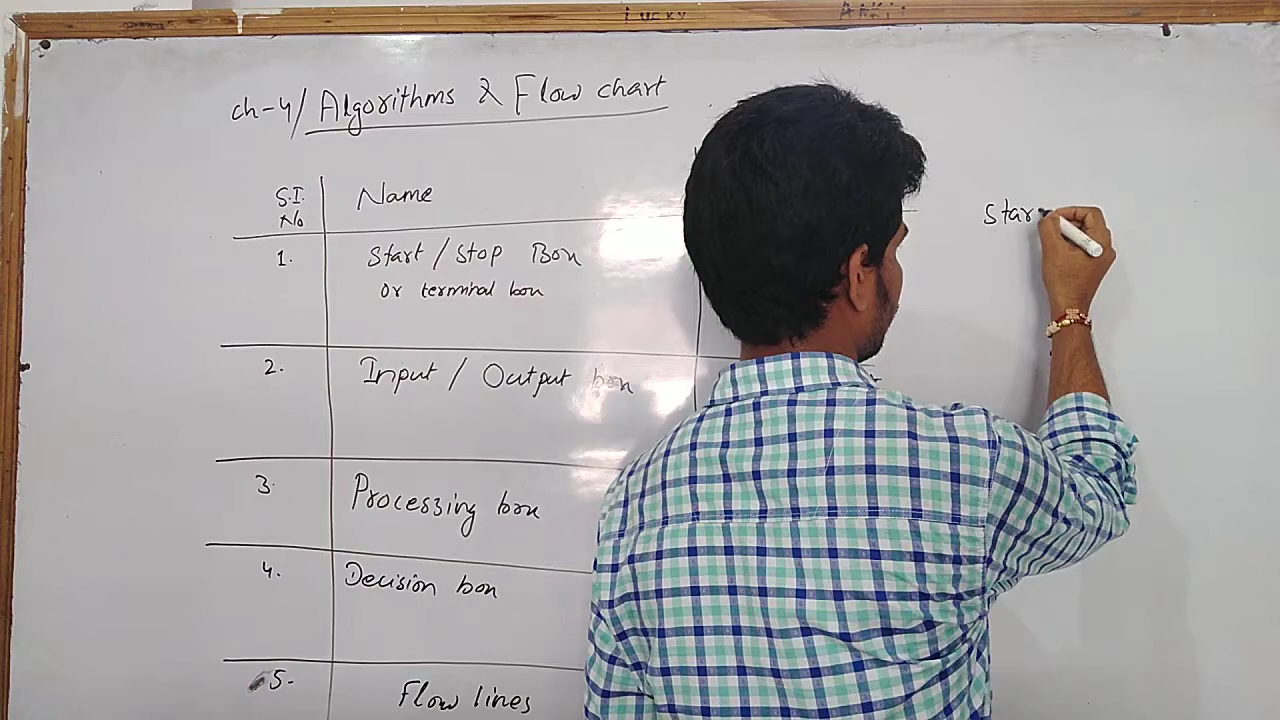 LUCKY
ch-4/ Algorithms & Flow chart
S.I. No
Name
1.
Start / Stop Box
or terminal box
2.
Input / Output box
3.
Processing box
4.
Decision box
5.
Flow lines
Star